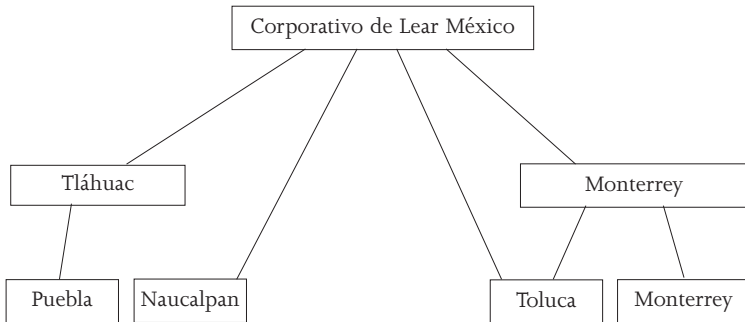 Corporativo de Lear México
Tláhuac
Monterrey
Puebla
Naucalpan
Toluca
Monterrey